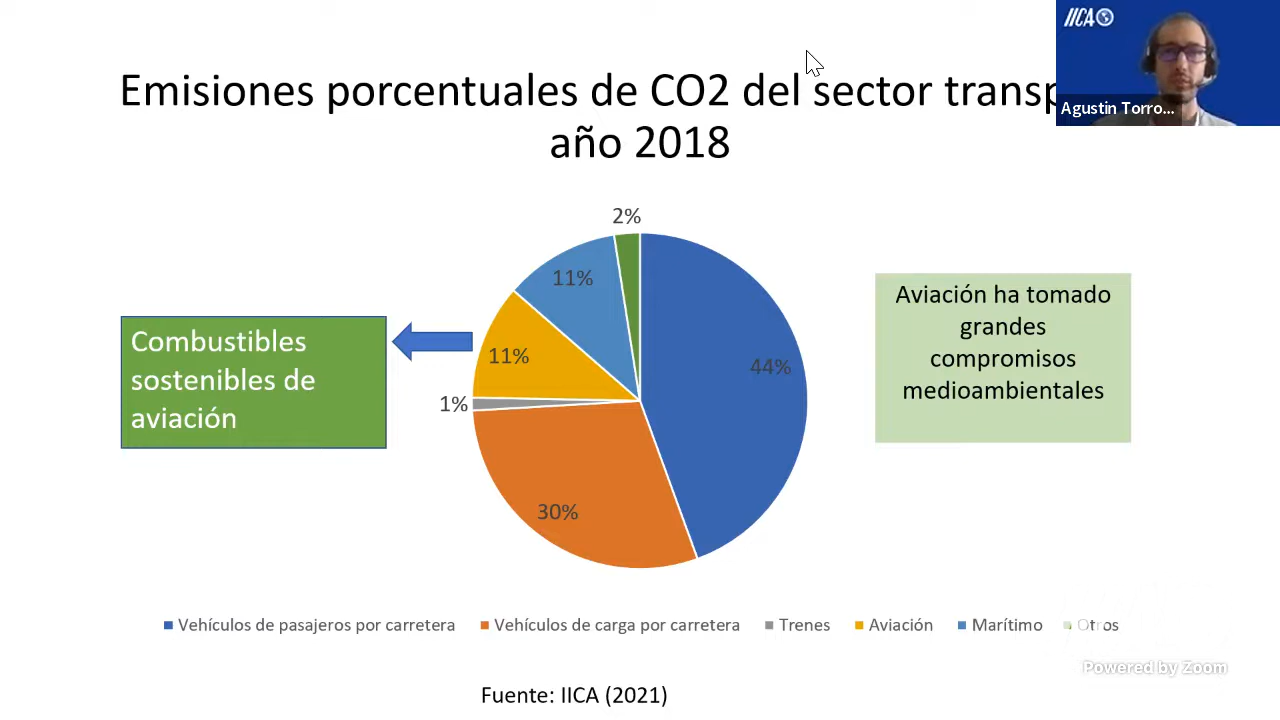 IICA
Agustin Torro...
Emisiones porcentuales de CO2 del sector transp
año 2018
2%
11%
11%
44%
1%
30%
Combustibles
sostenibles de
aviación
Aviación ha tomado
grandes
compromisos
medioambientales
Vehículos de pasajeros por carretera Vehículos de carga por carretera Trenes Aviación Marítimo Otros
Powered by Zoom
Fuente: IICA (2021)